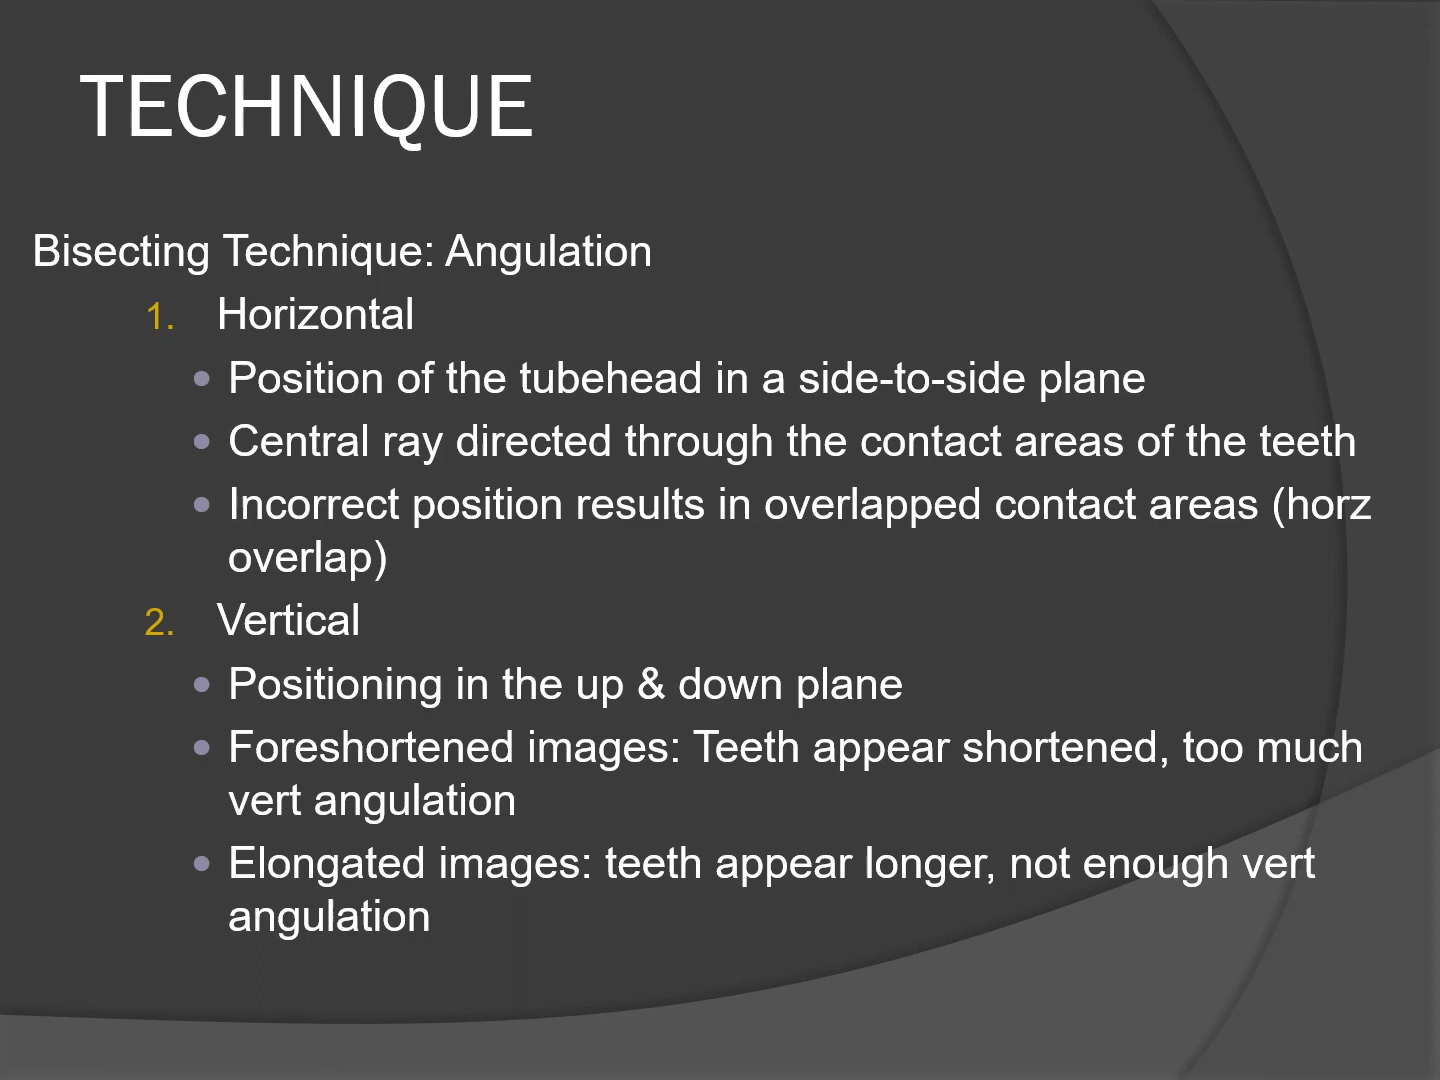 TECHNIQUE
Bisecting Technique: Angulation
1. Horizontal
• Position of the tubehead in a side-to-side plane
• Central ray directed through the contact areas of the teeth
• Incorrect position results in overlapped contact areas (horz
overlap)
2. Vertical
• Positioning in the up & down plane
• Foreshortened images: Teeth appear shortened, too much
vert angulation
• Elongated images: teeth appear longer, not enough vert
angulation